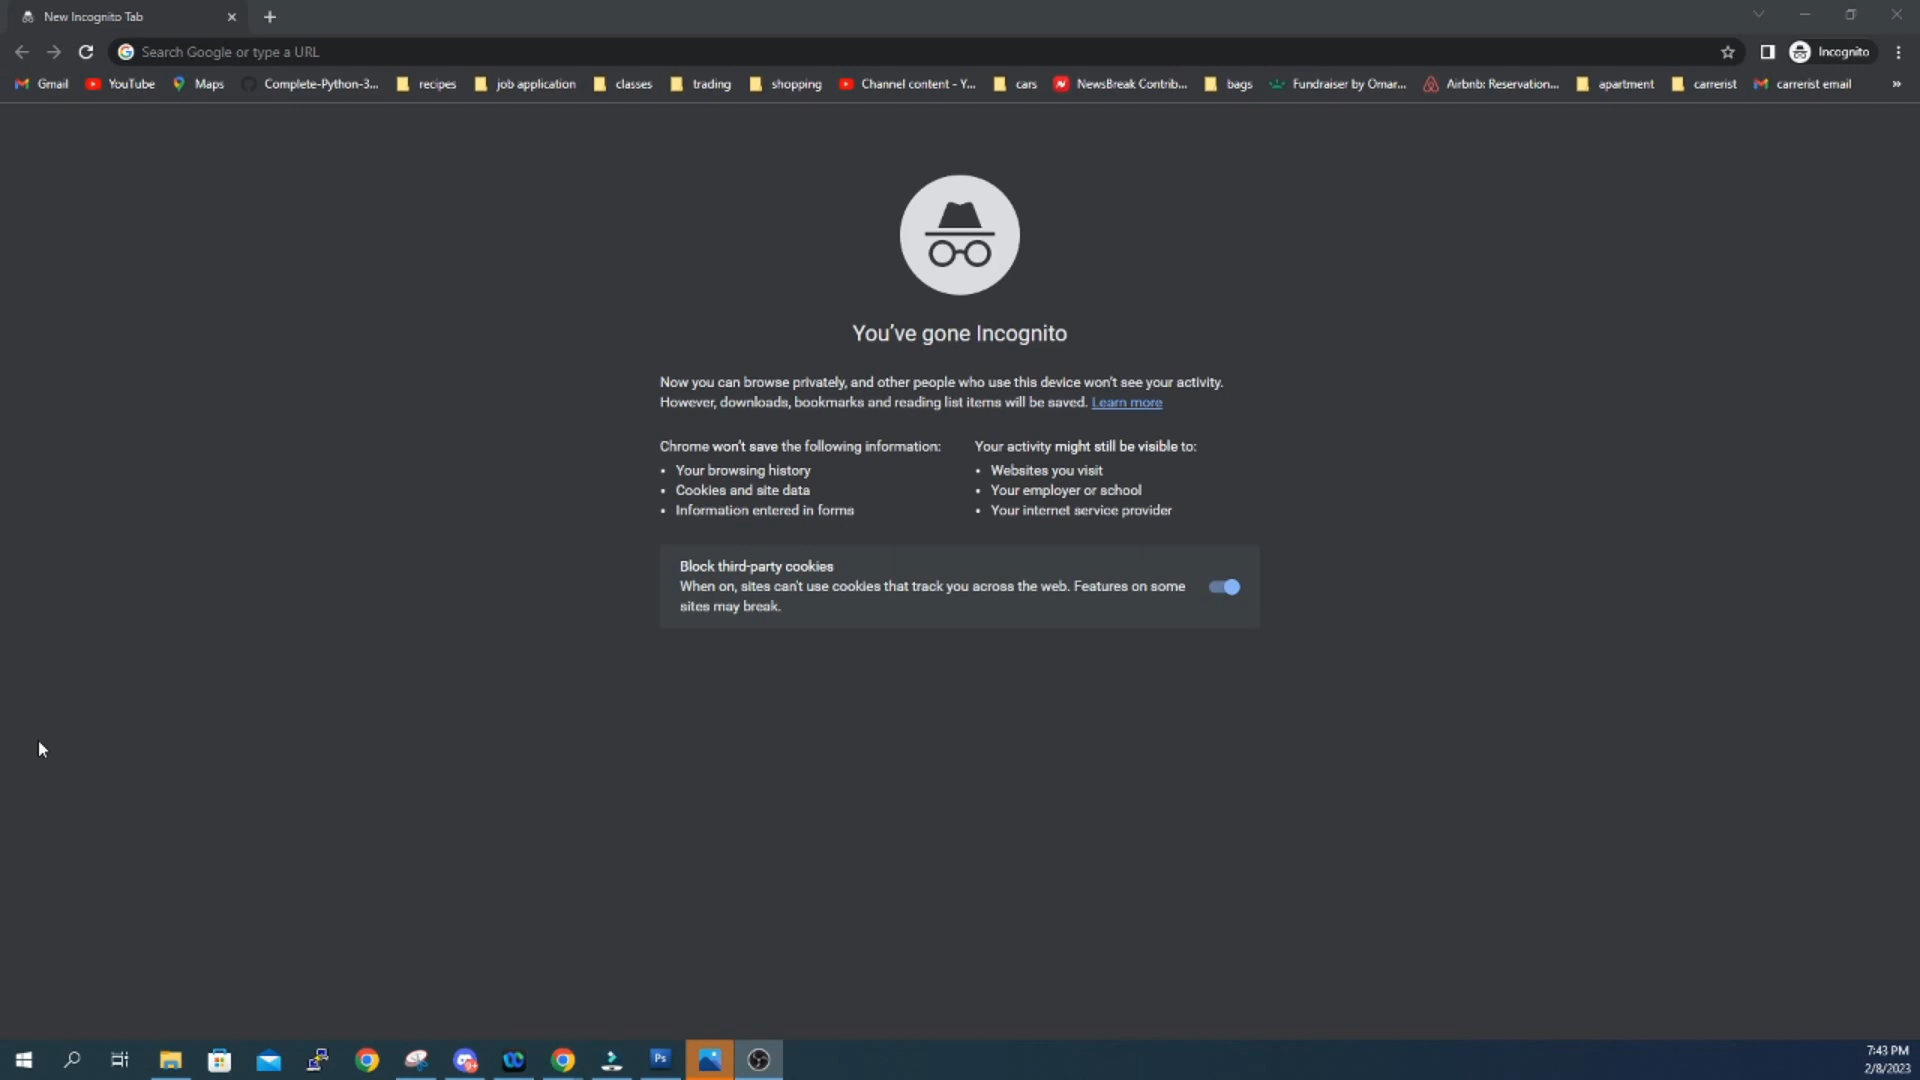 New Incognito Tab
Search Google or type a URL
Incognito
Gmail YouTube Maps Complete-Python-3... recipes job application classes trading shopping Channel content - Y... cars NewsBreak Contrib... bags Fundraiser by Omar... Airbnb: Reservation... apartment carrerist carrerist email »
You've gone Incognito
Now you can browse privately, and other people who use this device won't see your activity.
However, downloads, bookmarks and reading list items will be saved. Learn more
Chrome won't save the following information:
• Your browsing history
• Cookies and site data
• Information entered in forms
Your activity might still be visible to:
• Websites you visit
• Your employer or school
• Your internet service provider
Block third-party cookies
When on, sites can't use cookies that track you across the web. Features on some
sites may break.
Ps
7:43 PM
2/8/2023